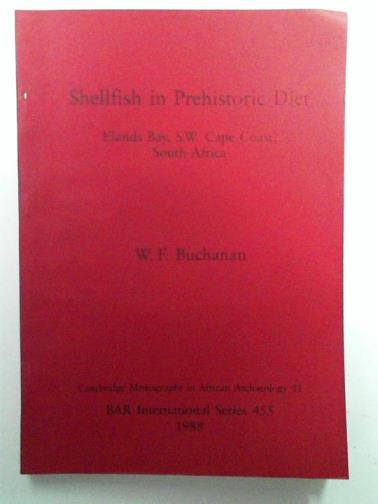 Shellfish in Prehistoric Diet
Elands Bay, S.W. Cape Coast,
South Africa
W. F. Buchanan
Cambridge Monographs in African Archaeology 31
BAR International Series 455
1988